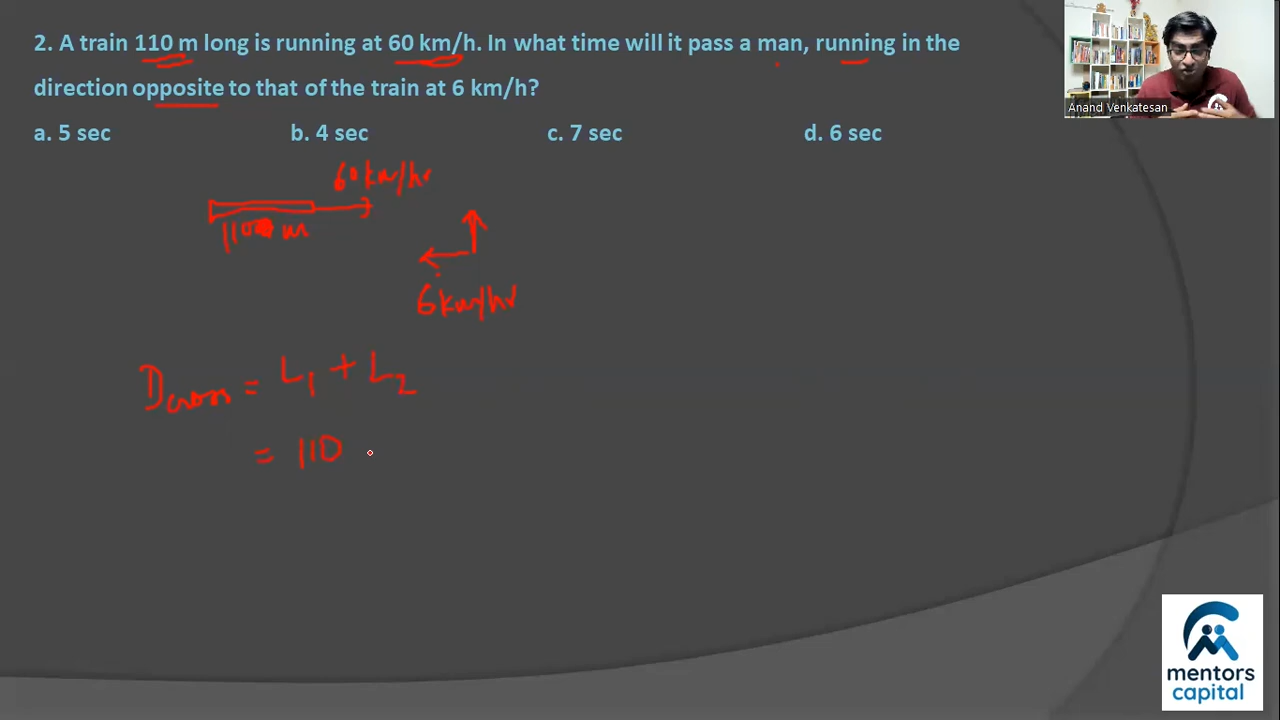 2. A train 110 m long is running at 60 km/h. In what time will it pass a man, running in the
direction opposite to that of the train at 6 km/h?
a. 5 sec b. 4 sec c. 7 sec d. 6 sec
Anand Venkatesan
60 km/hr
110 m
6 km/hr
Dcross = L1 + L2
= 110
mentors
capital